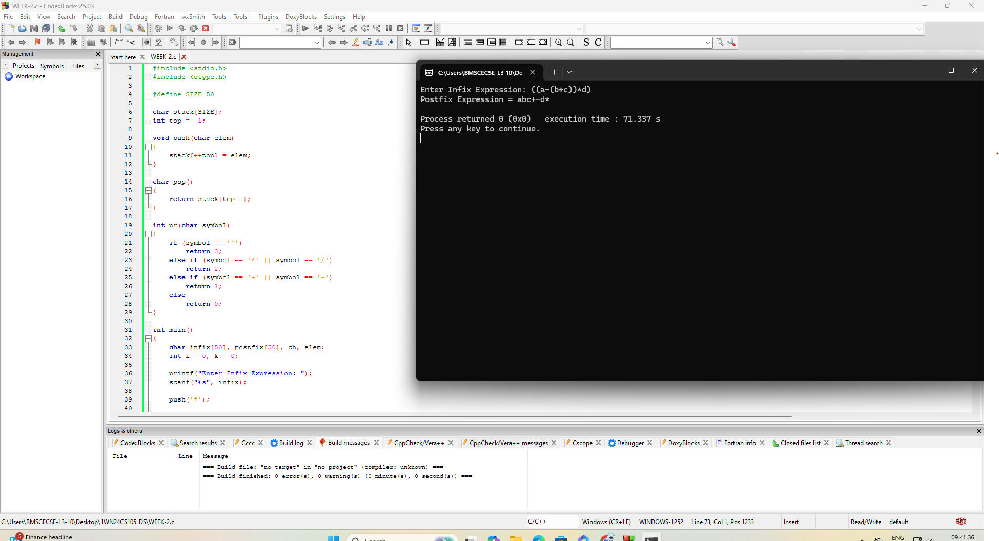 WEEK-2.c - Code::Blocks 25.03
File Edit View Search Project Build Debug Fortran wxSmith Tools Tools+ Plugins DoxyBlocks Settings Help
/** *<
Aa .* S C
Management
Projects Symbols Files
Workspace
Start here WEEK-2.c
1 #include <stdio.h>
2 #include <ctype.h>
3
4 #define SIZE 50
5
6 char stack[SIZE];
7 int top = -1;
8
9 void push(char elem)
10 {
11 stack[++top] = elem;
12 }
13
14 char pop()
15 {
16 return stack[top--];
17 }
18
19 int pr(char symbol)
20 {
21 if (symbol == '^')
22 return 3;
23 else if (symbol == '*' || symbol == '/')
24 return 2;
25 else if (symbol == '+' || symbol == '-')
26 return 1;
27 else
28 return 0;
29 }
30
31 int main()
32 {
33 char infix[50], postfix[50], ch, elem;
34 int i = 0, k = 0;
35
36 printf("Enter Infix Expression: ");
37 scanf("%s", infix);
38
39 push('#');
40
C:\Users\BMSCECSE-L3-10\De
Enter Infix Expression: ((a-(b+c))*d)
Postfix Expression = abc+-d*
Process returned 0 (0x0) execution time : 71.337 s
Press any key to continue.
Logs & others
Code::Blocks Search results Cccc Build log Build messages CppCheck/Vera++ CppCheck/Vera++ messages Cscope Debugger DoxyBlocks Fortran info Closed files list Thread search
File Line Message
=== Build file: "no target" in "no project" (compiler: unknown) ===
=== Build finished: 0 error(s), 0 warning(s) (0 minute(s), 0 second(s)) ===
C:\Users\BMSCECSE-L3-10\Desktop\1WN24CS105_DS\WEEK-2.c C/C++ Windows (CR+LF) WINDOWS-1252 Line 73, Col 1, Pos 1233 Insert Read/Write default abc
5 Finance headline Search ENG 09:41:36